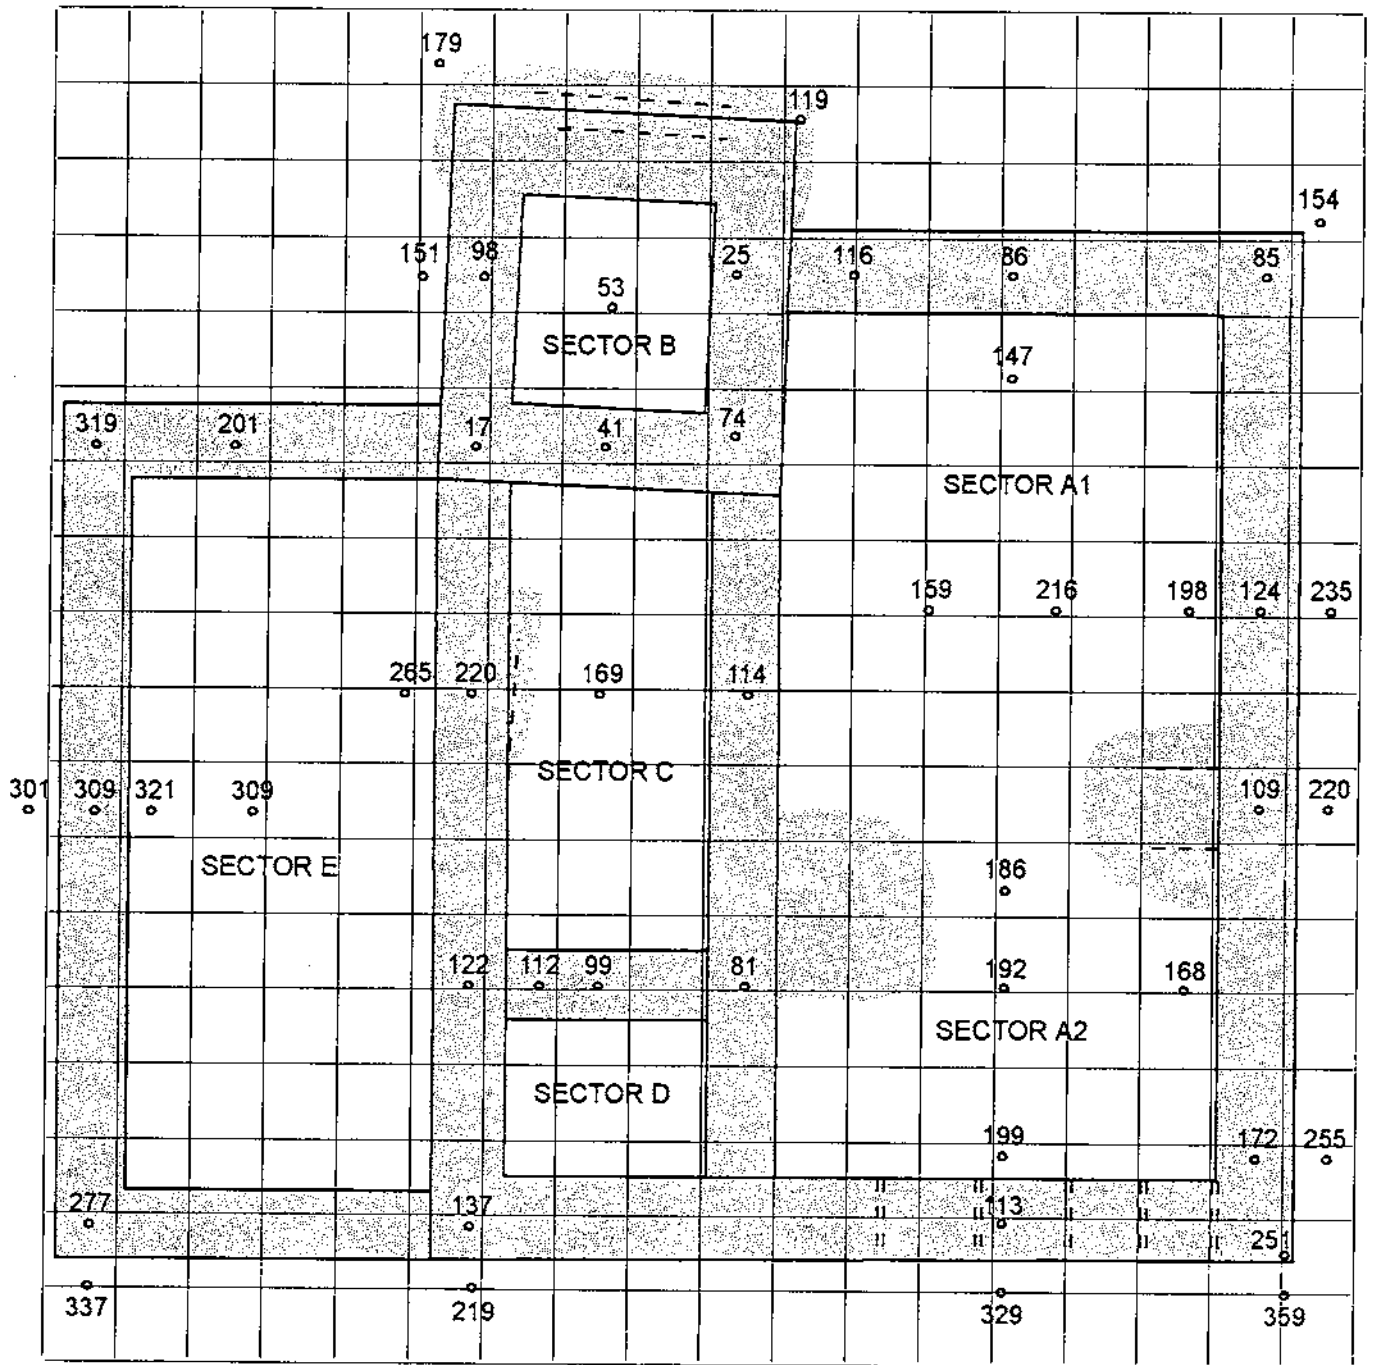 179
119
154
151 98 25 116 86 85
53
SECTOR B
147
319 201 17 41 74
SECTOR A1
159 216 198 124 235
265 220 169 114
SECTOR C
301 309 321 309 109 220
SECTOR E
186
122 112 99 81 192 168
SECTOR A2
SECTOR D
199 172 255
277 137 113
251
337 219 329 359